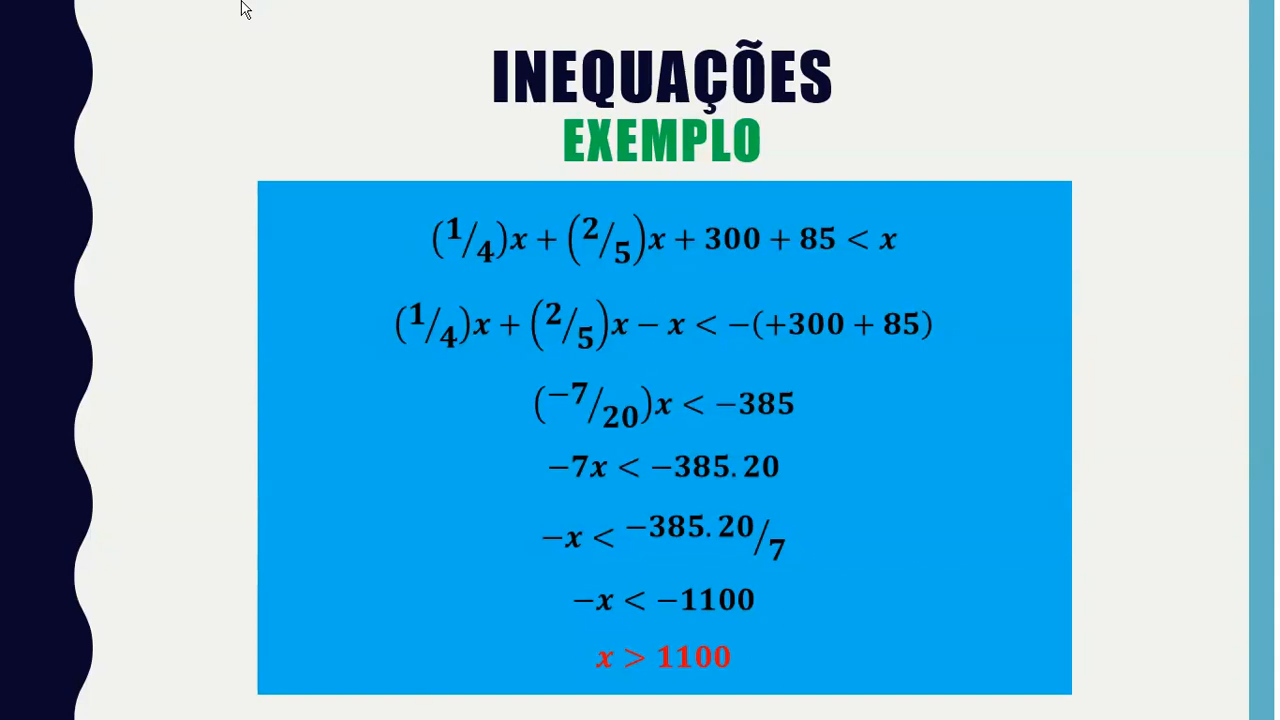 INEQUAÇÕES
EXEMPLO
(1/4)x + (2/5)x + 300 + 85 < x
(1/4)x + (2/5)x − x < −(+300 + 85)
(−7/20)x < −385
−7x < −385.20
−x < −385.20/7
−x < −1100
x > 1100